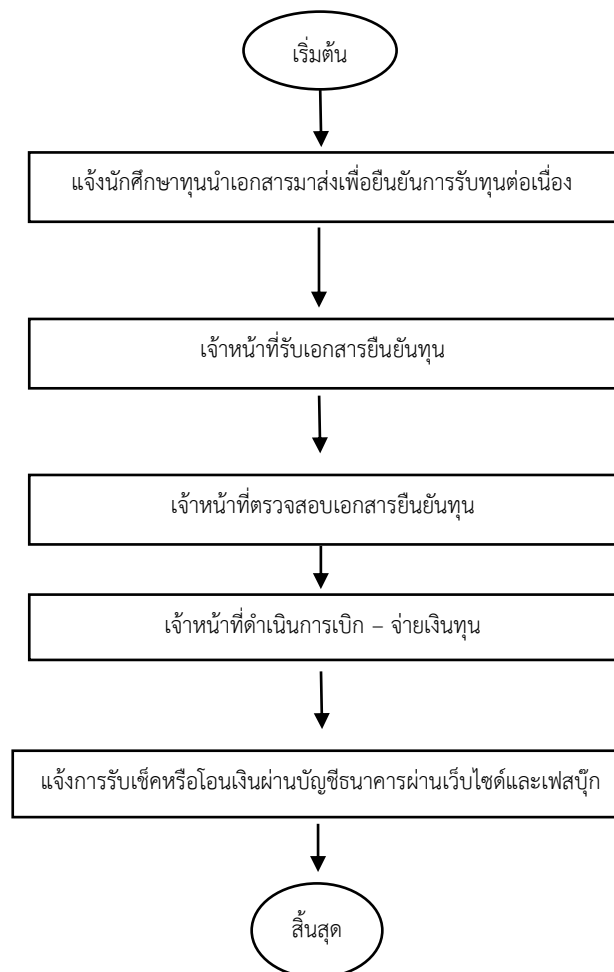 เริ่มต้น
แจ้งนักศึกษาทุนนำเอกสารมาส่งเพื่อยืนยันการรับทุนต่อเนื่อง
เจ้าหน้าที่รับเอกสารยืนยันทุน
เจ้าหน้าที่ตรวจสอบเอกสารยืนยันทุน
เจ้าหน้าที่ดำเนินการเบิก – จ่ายเงินทุน
แจ้งการรับเช็คหรือโอนเงินผ่านบัญชีธนาคารผ่านเว็บไซด์และเฟสบุ๊ก
สิ้นสุด